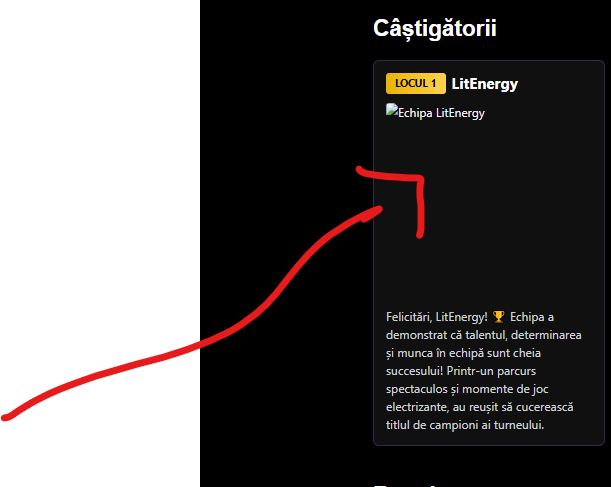 Câștigătorii
LOCUL 1 LitEnergy
Echipa LitEnergy
Felicitări, LitEnergy! 🏆 Echipa a
demonstrat că talentul, determinarea
și munca în echipă sunt cheia
succesului! Printr-un parcurs
spectaculos și momente de joc
electrizante, au reușit să cucerească
titlul de campioni ai turneului.